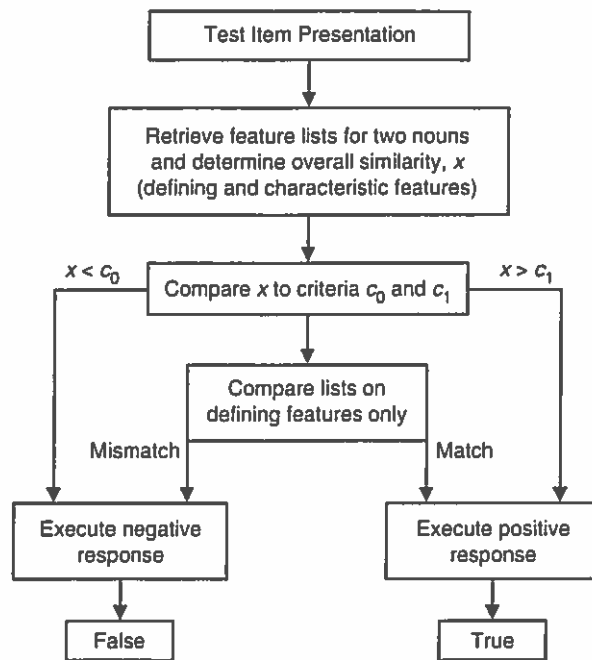 Test Item Presentation
Retrieve feature lists for two nouns
and determine overall similarity, x
(defining and characteristic features)
x < c₀
x > c₁
Compare x to criteria c₀ and c₁
Compare lists on
defining features only
Mismatch
Match
Execute negative
response
Execute positive
response
False
True